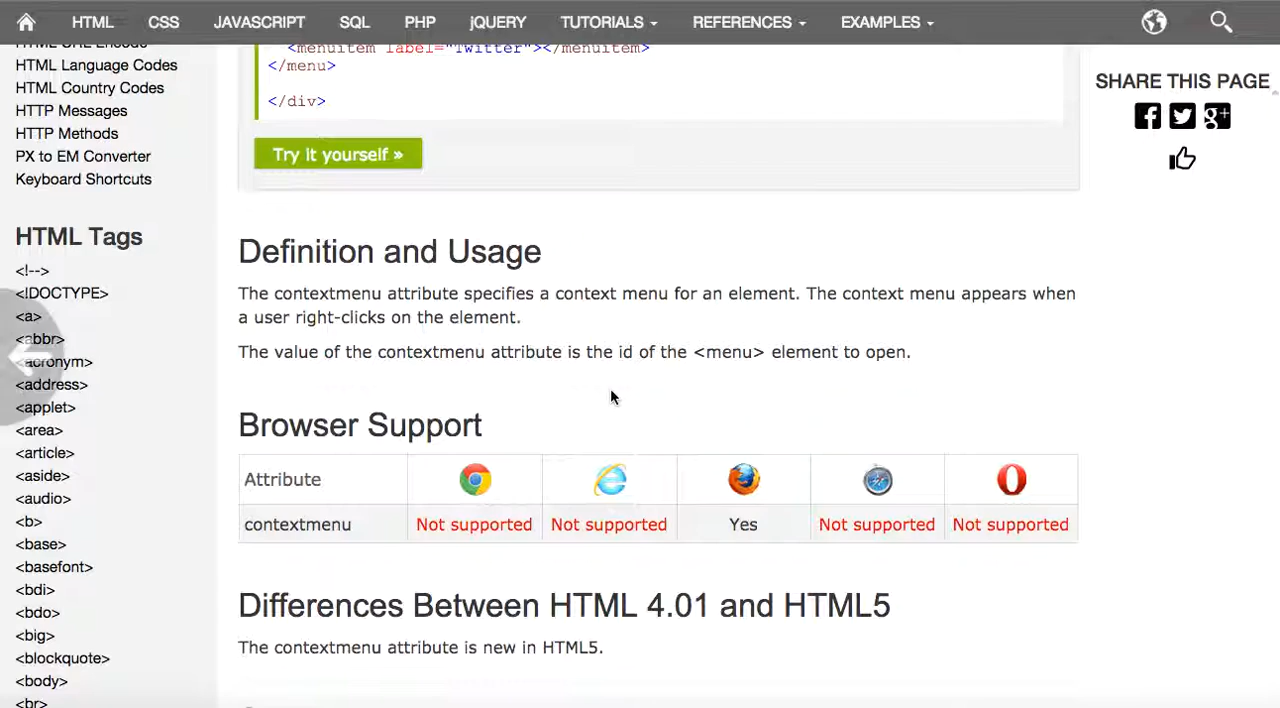 HTML CSS JAVASCRIPT SQL PHP jQUERY TUTORIALS REFERENCES EXAMPLES
HTML URL Encode
HTML Language Codes
HTML Country Codes
HTTP Messages
HTTP Methods
PX to EM Converter
Keyboard Shortcuts
HTML Tags
<!-->
<!DOCTYPE>
<a>
<abbr>
<acronym>
<address>
<applet>
<area>
<article>
<aside>
<audio>
<b>
<base>
<basefont>
<bdi>
<bdo>
<big>
<blockquote>
<body>
<br>
<menuitem label="Twitter"></menuitem>
</menu>
</div>
Try it yourself »
Definition and Usage
The contextmenu attribute specifies a context menu for an element. The context menu appears when
a user right-clicks on the element.
The value of the contextmenu attribute is the id of the <menu> element to open.
Browser Support
Attribute
contextmenu Not supported Not supported Yes Not supported Not supported
Differences Between HTML 4.01 and HTML5
The contextmenu attribute is new in HTML5.
SHARE THIS PAGE